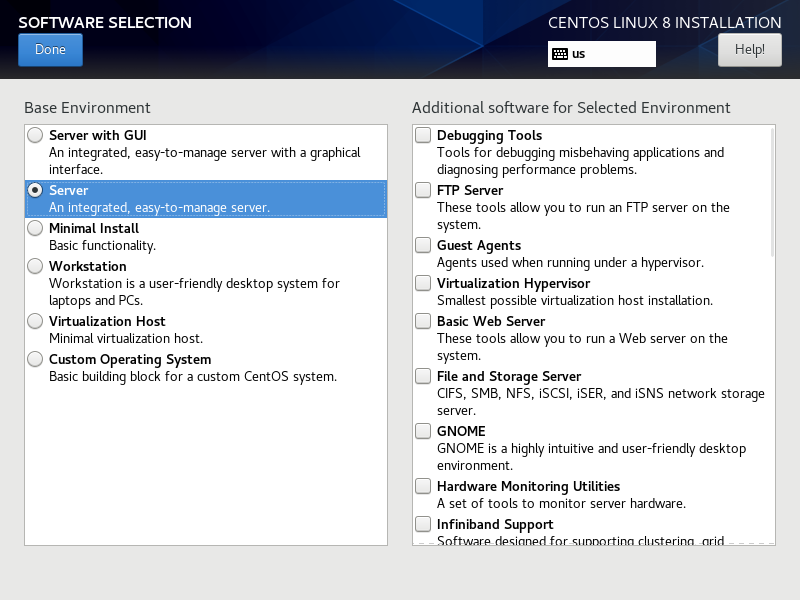 SOFTWARE SELECTION
CENTOS LINUX 8 INSTALLATION
Done
us
Help!
Base Environment
Server with GUI
An integrated, easy-to-manage server with a graphical
interface.
Server
An integrated, easy-to-manage server.
Minimal Install
Basic functionality.
Workstation
Workstation is a user-friendly desktop system for
laptops and PCs.
Virtualization Host
Minimal virtualization host.
Custom Operating System
Basic building block for a custom CentOS system.
Additional software for Selected Environment
Debugging Tools
Tools for debugging misbehaving applications and
diagnosing performance problems.
FTP Server
These tools allow you to run an FTP server on the
system.
Guest Agents
Agents used when running under a hypervisor.
Virtualization Hypervisor
Smallest possible virtualization host installation.
Basic Web Server
These tools allow you to run a Web server on the
system.
File and Storage Server
CIFS, SMB, NFS, iSCSI, iSER, and iSNS network storage
server.
GNOME
GNOME is a highly intuitive and user-friendly desktop
environment.
Hardware Monitoring Utilities
A set of tools to monitor server hardware.
Infiniband Support
Software designed for supporting clustering, grid